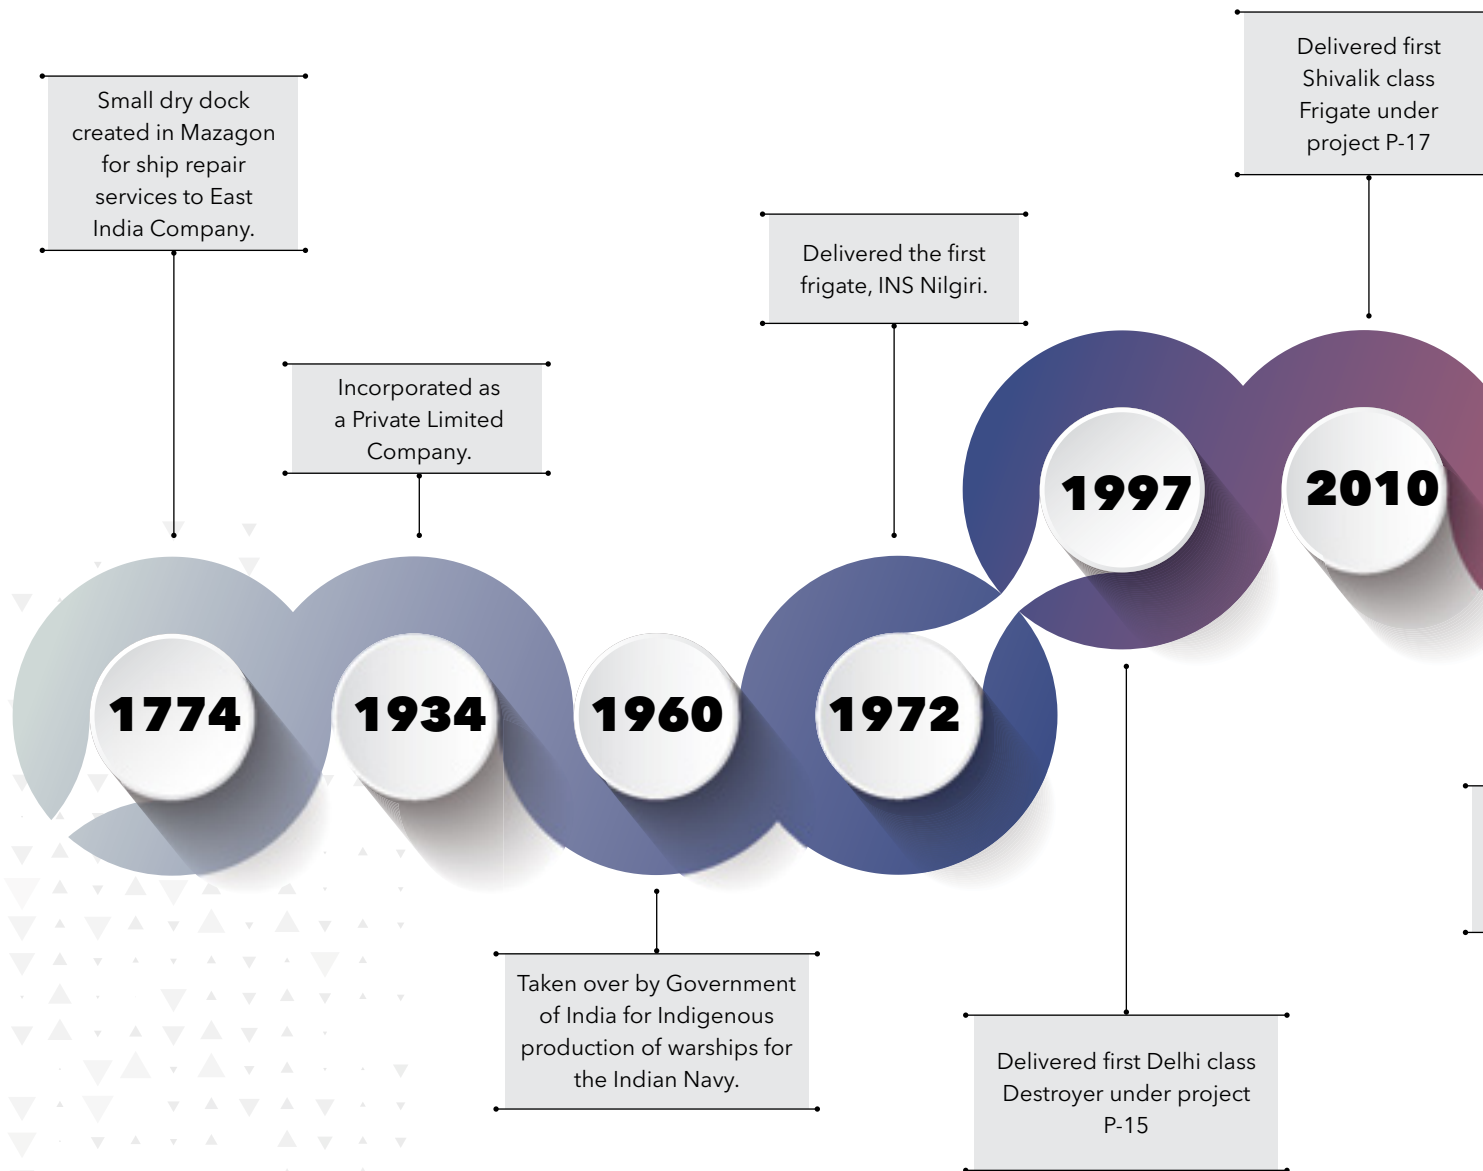 Small dry dock
created in Mazagon
for ship repair
services to East
India Company.
1774
Incorporated as
a Private Limited
Company.
1934
1960
Taken over by Government
of India for Indigenous
production of warships for
the Indian Navy.
Delivered the first
frigate, INS Nilgiri.
1972
1997
Delivered first Delhi class
Destroyer under project
P-15
Delivered first
Shivalik class
Frigate under
project P-17
2010